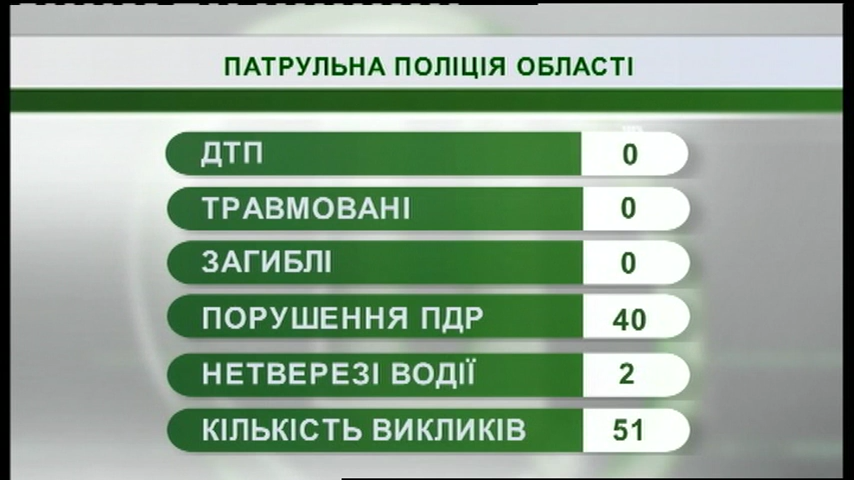 ПАТРУЛЬНА ПОЛІЦІЯ ОБЛАСТІ
ДТП 0
ТРАВМОВАНІ 0
ЗАГИБЛІ 0
ПОРУШЕННЯ ПДР 40
НЕТВЕРЕЗІ ВОДІЇ 2
КІЛЬКІСТЬ ВИКЛИКІВ 51